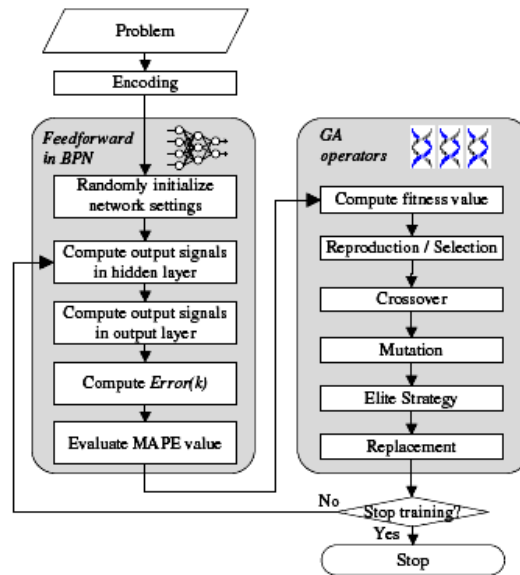 Problem
Encoding
Feedforward
in BPN
Randomly initialize
network settings
Compute output signals
in hidden layer
Compute output signals
in output layer
Compute Error(k)
Evaluate MAPE value
GA
operators
Compute fitness value
Reproduction / Selection
Crossover
Mutation
Elite Strategy
Replacement
No
Stop training?
Yes
Stop